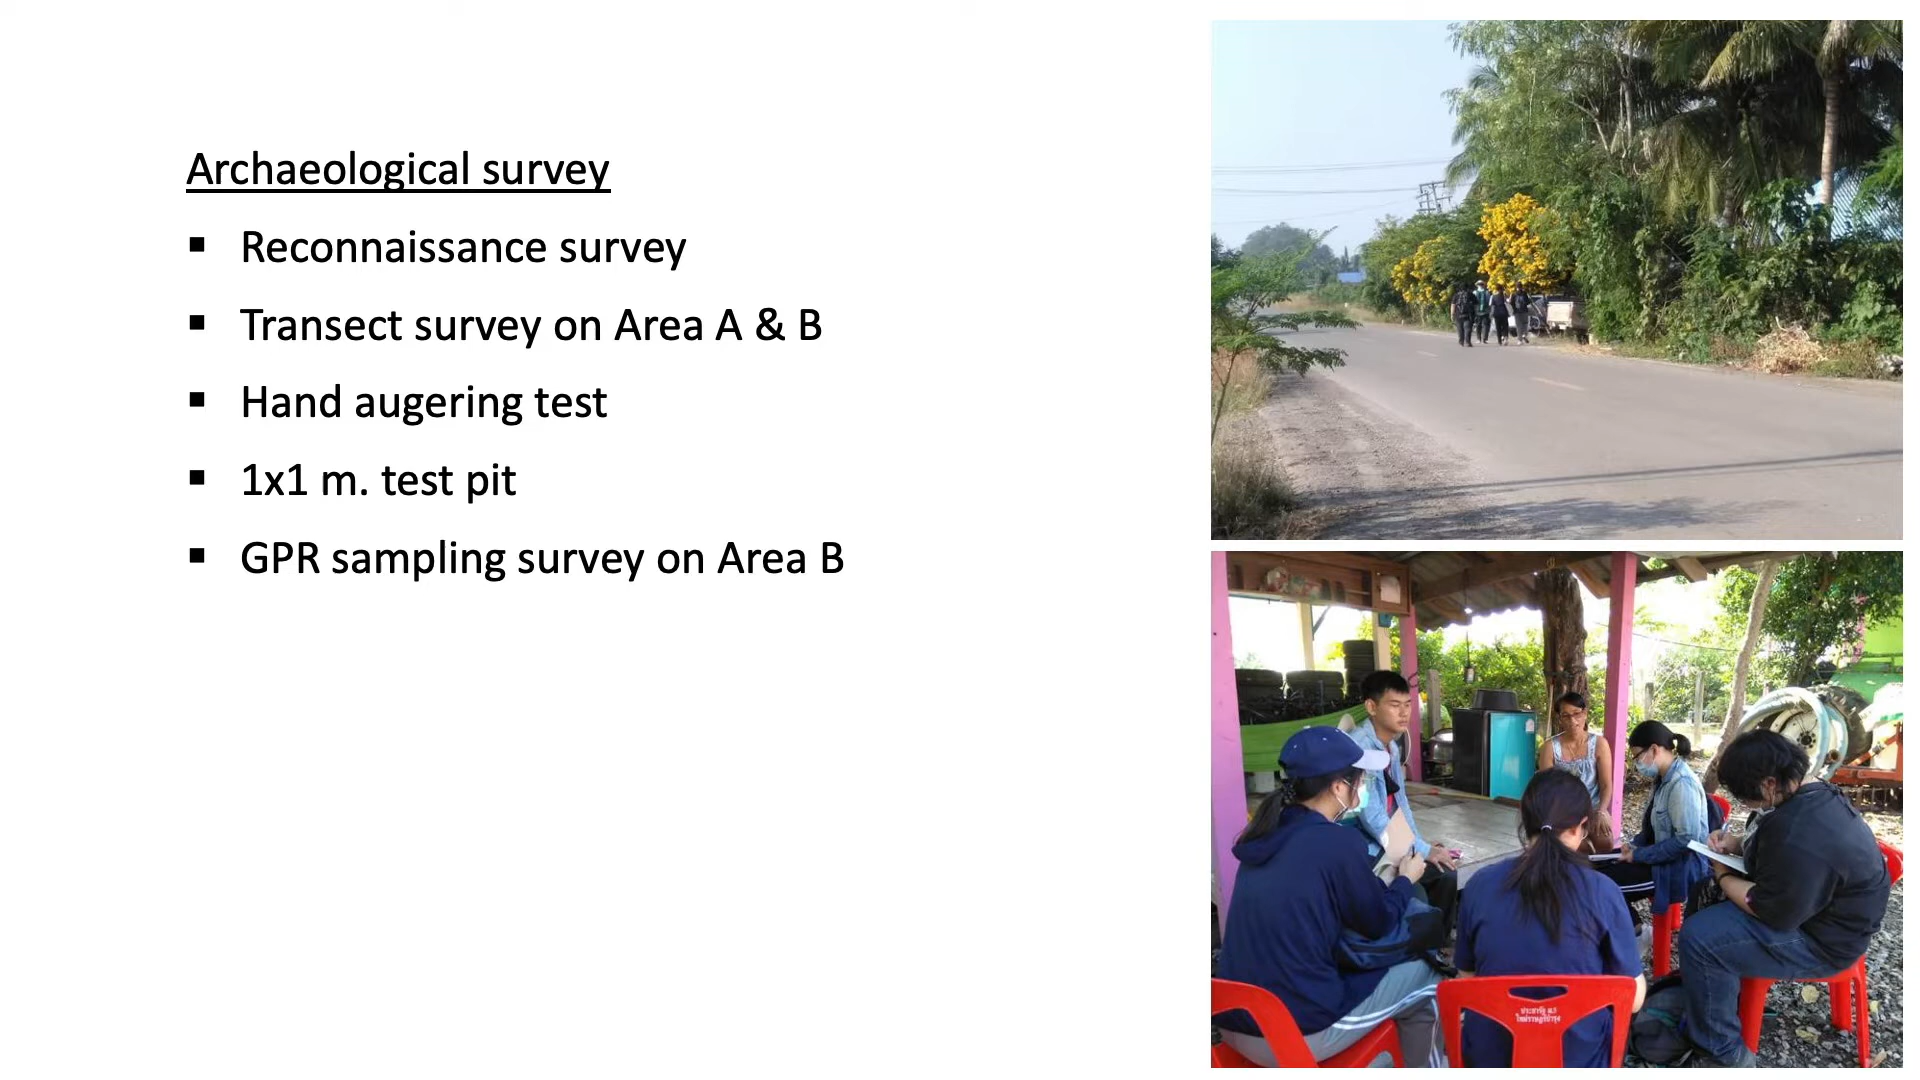 Archaeological survey
▪ Reconnaissance survey
▪ Transect survey on Area A & B
▪ Hand augering test
▪ 1x1 m. test pit
▪ GPR sampling survey on Area B